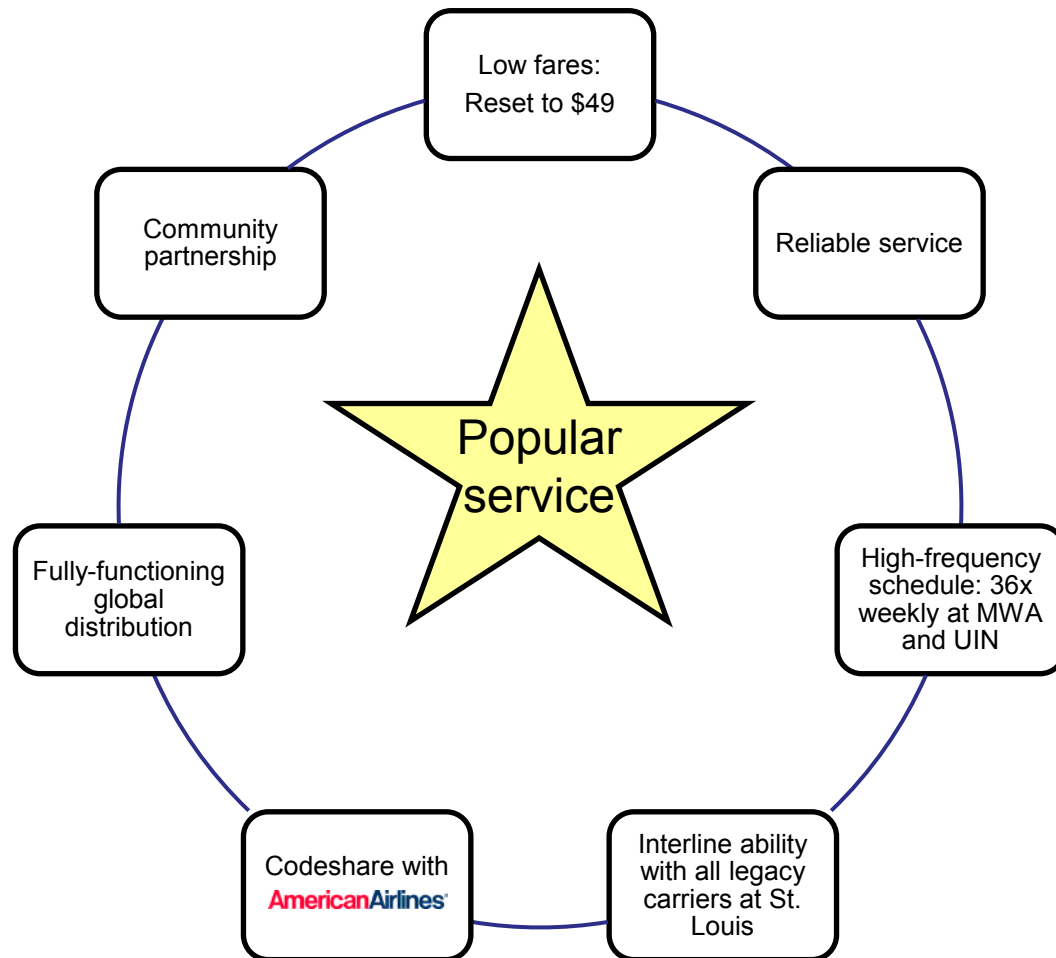 Low fares:
Reset to $49
Community
partnership
Reliable service
Popular
service
Fully-functioning
global
distribution
High-frequency
schedule: 36x
weekly at MWA
and UIN
Codeshare with
AmericanAirlines®
Interline ability
with all legacy
carriers at St.
Louis